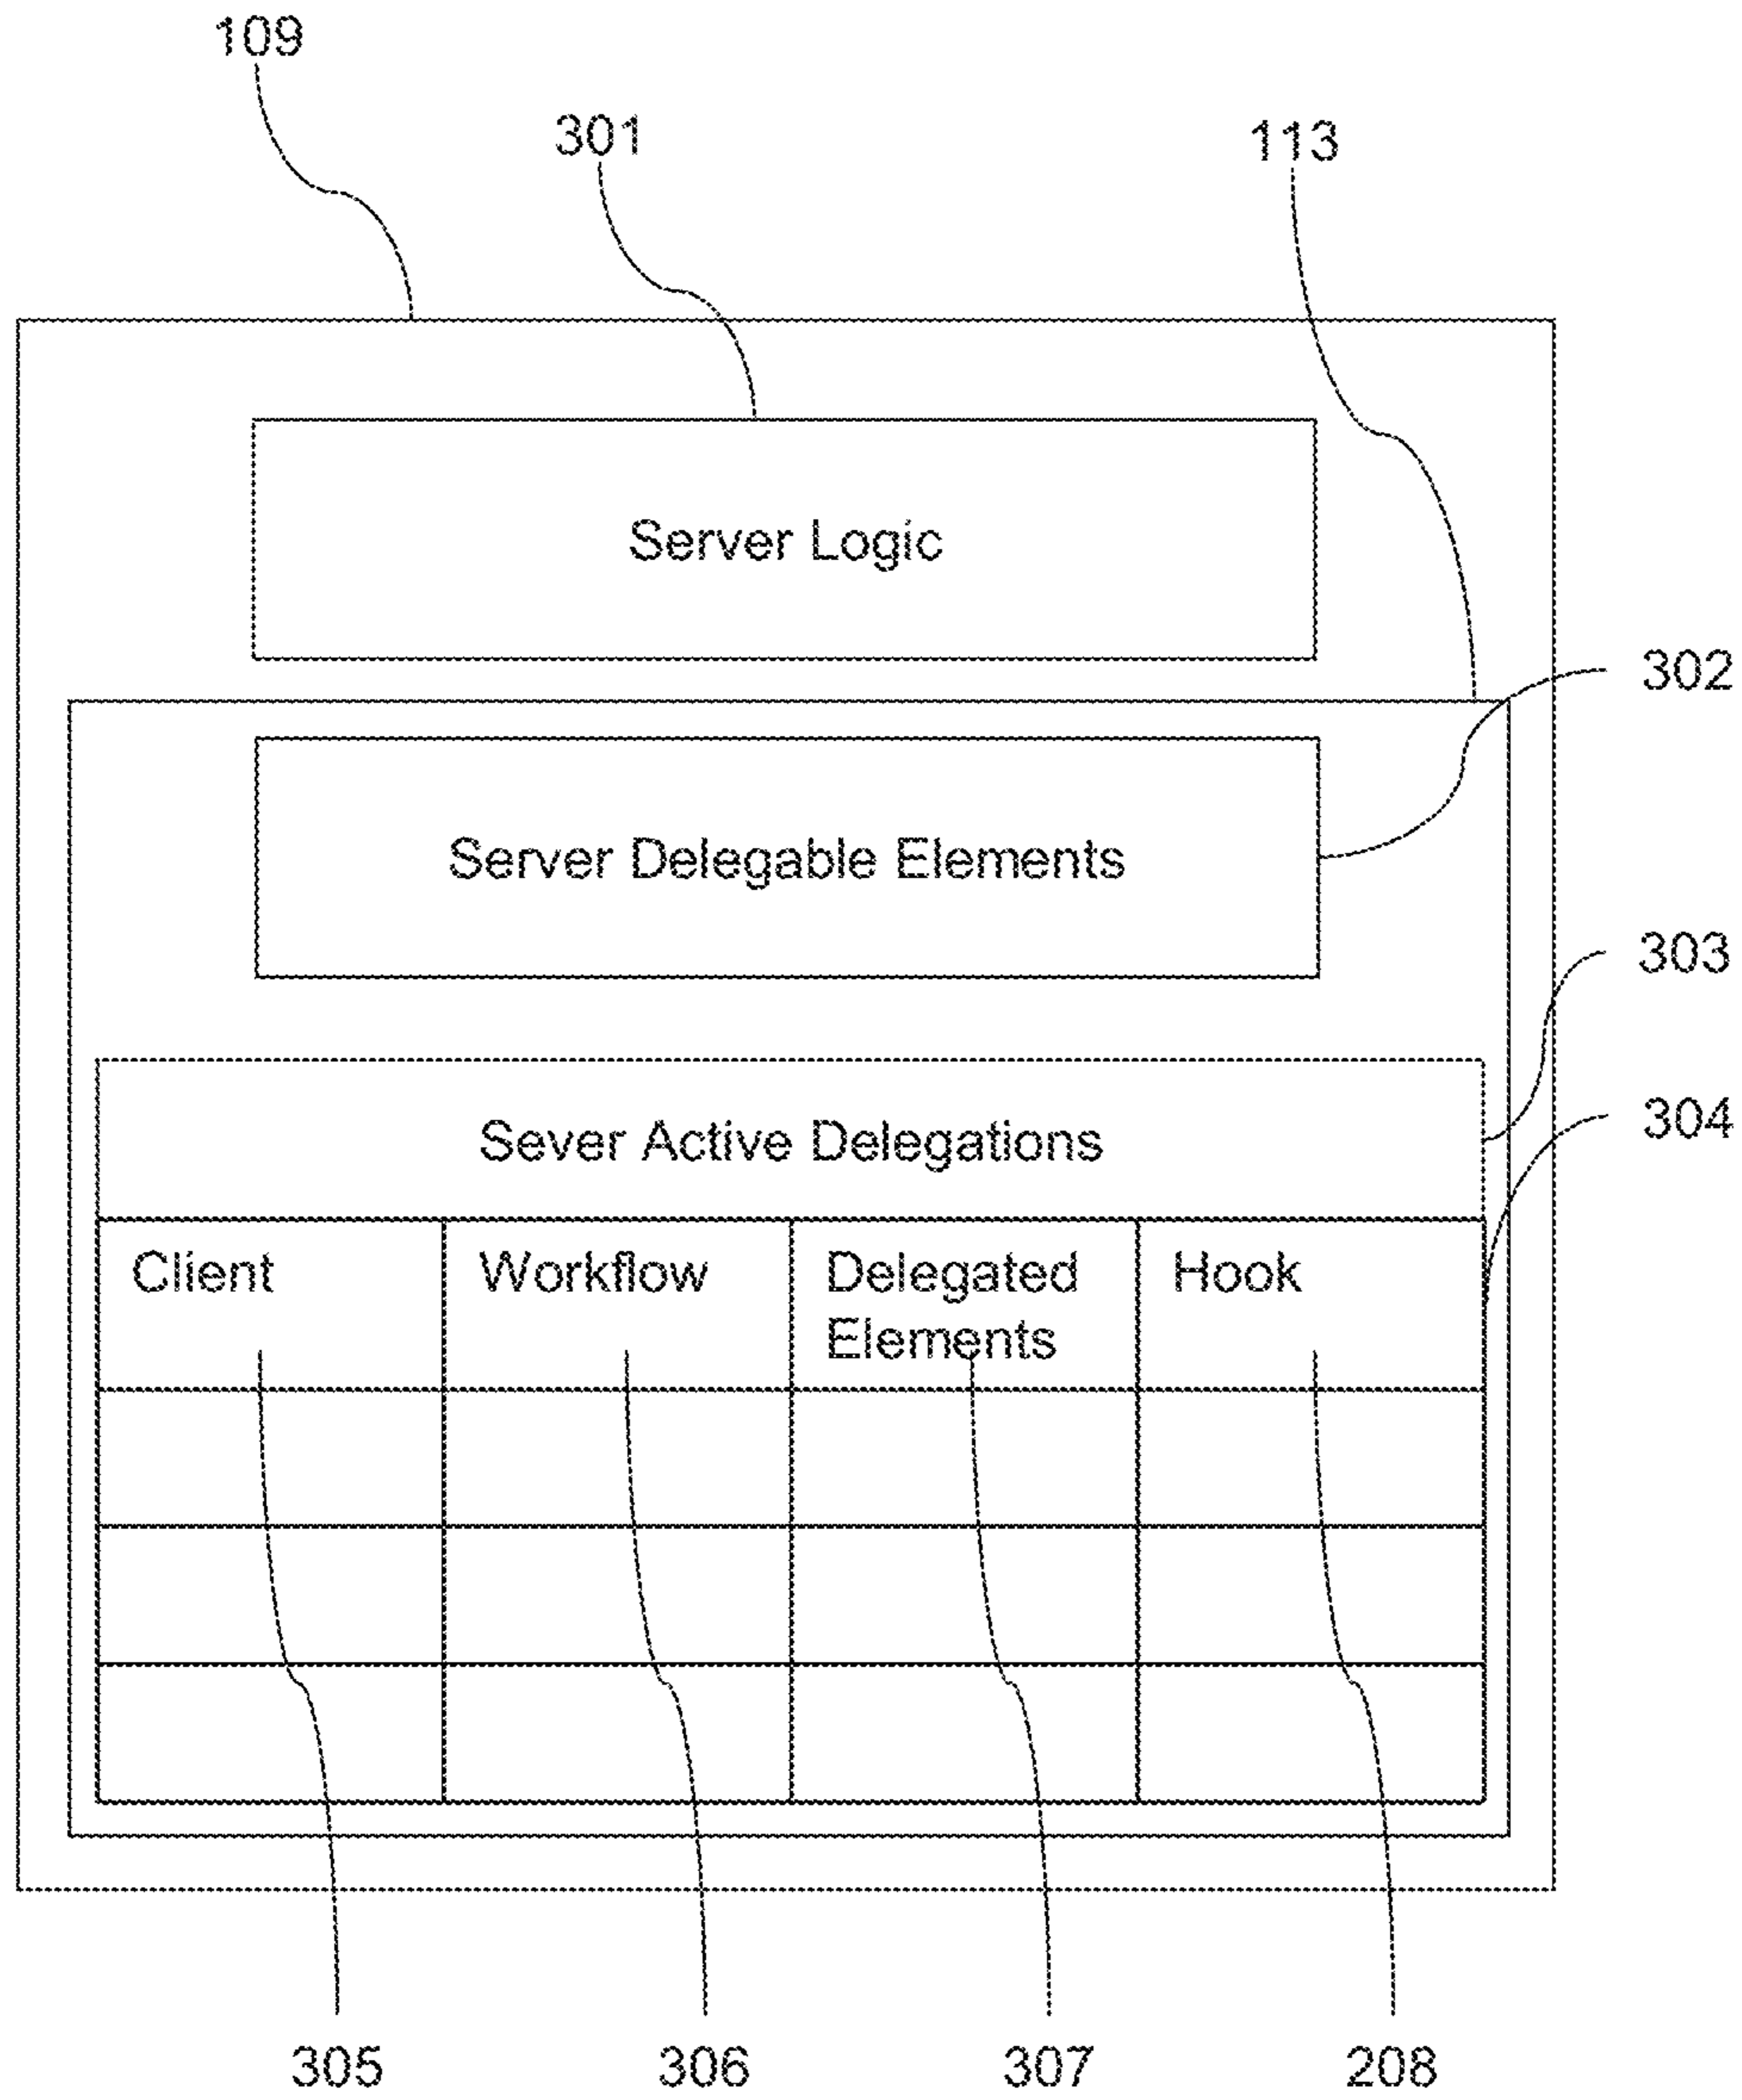 109
301
113
Server Logic
302
Server Delegable Elements
303
Sever Active Delegations
304
Client
Workflow
Delegated
Elements
Hook
305
306
307
208